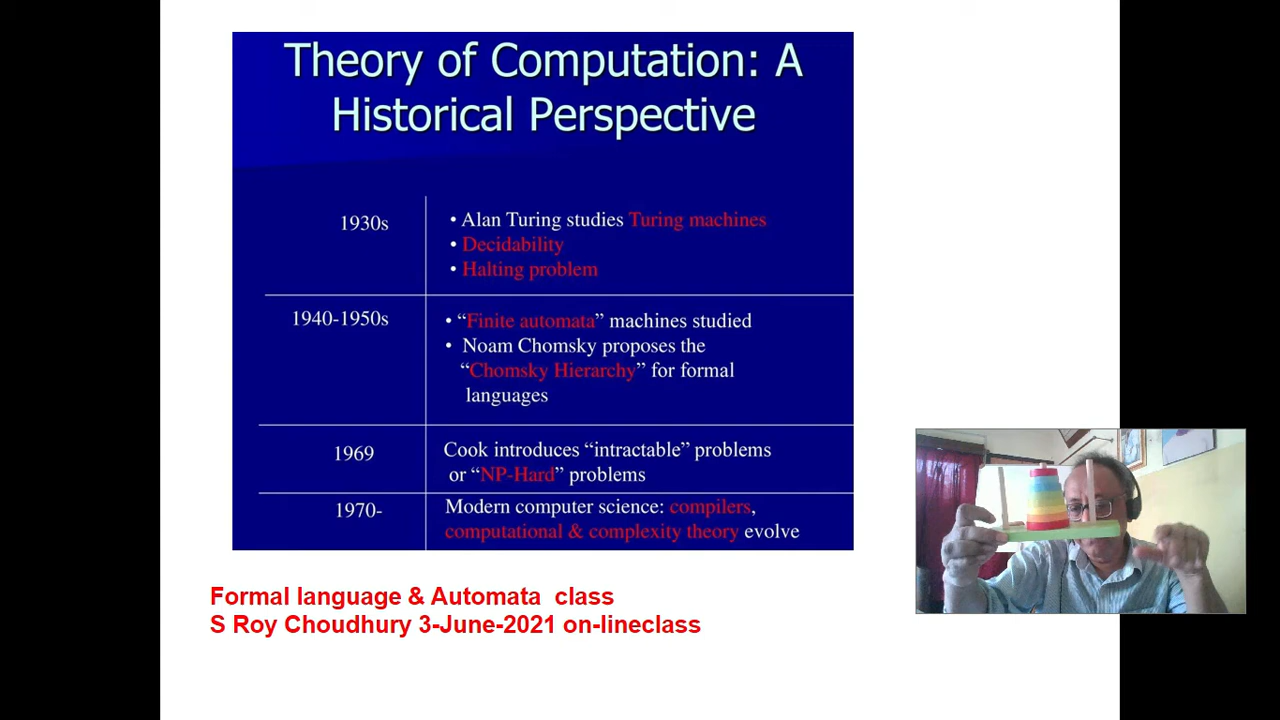 Theory of Computation: A
Historical Perspective
1930s
• Alan Turing studies Turing machines
• Decidability
• Halting problem
1940-1950s
• “Finite automata” machines studied
• Noam Chomsky proposes the
“Chomsky Hierarchy” for formal
languages
1969
Cook introduces “intractable” problems
or “NP-Hard” problems
1970-
Modern computer science: compilers,
computational & complexity theory evolve
Formal language & Automata class
S Roy Choudhury 3-June-2021 on-lineclass